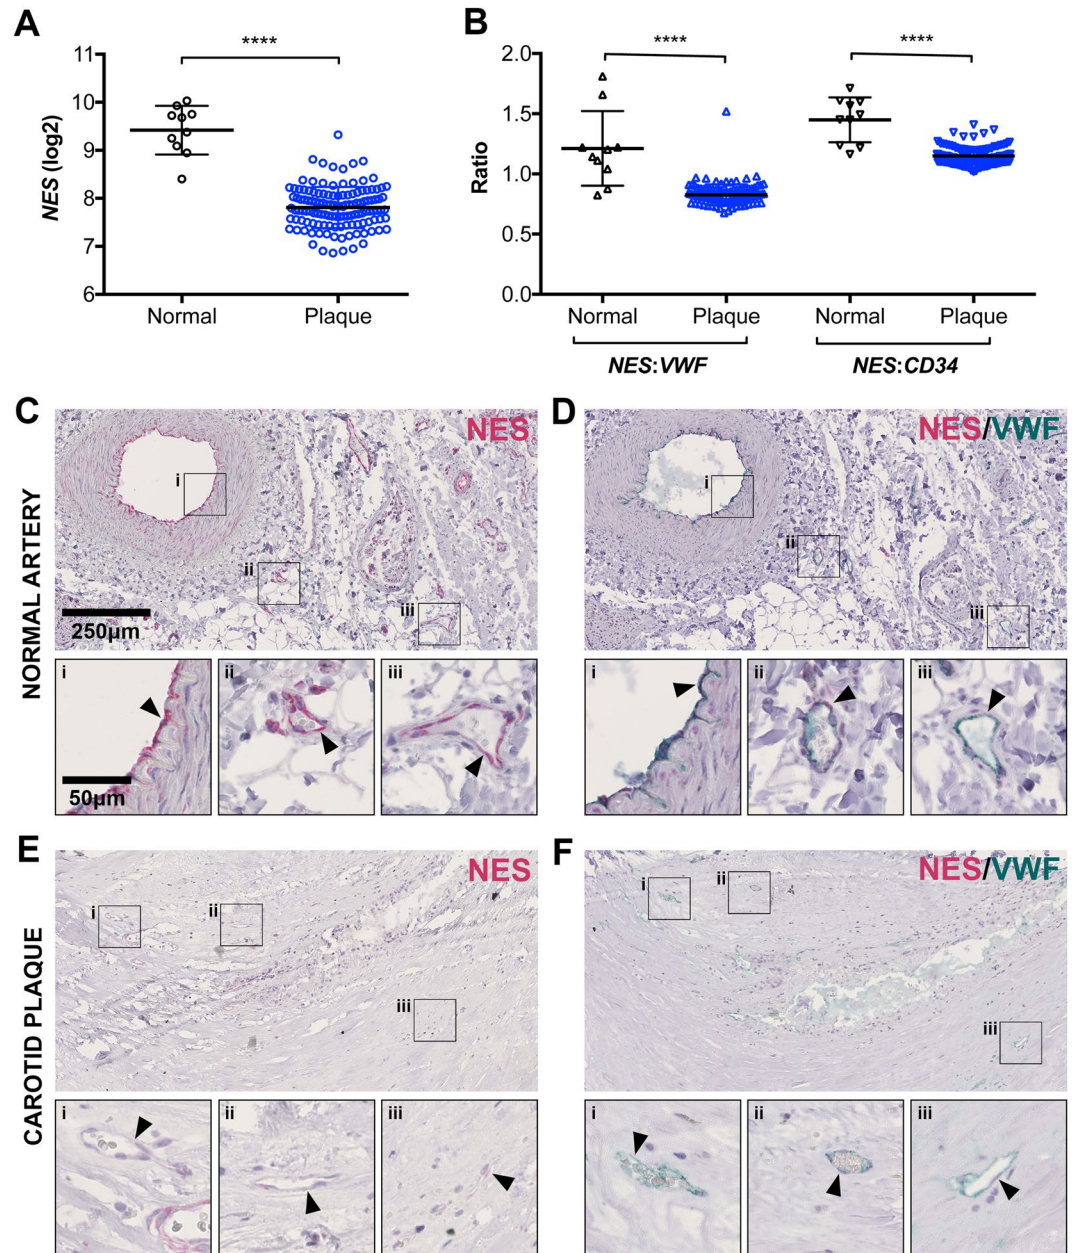 A
B
****
****
****
NES (log2)
11
10
9
8
7
6
Normal
Plaque
Ratio
2.0
1.5
1.0
0.5
0.0
Normal
Plaque
Normal
Plaque
NES:VWF
NES:CD34
C
D
NORMAL ARTERY
NES
i
ii
iii
250µm
NES/VWF
i
ii
iii
i
50µm
ii
iii
i
ii
iii
E
F
CAROTID PLAQUE
NES
i
ii
iii
NES/VWF
i
ii
iii
i
ii
iii
i
ii
iii